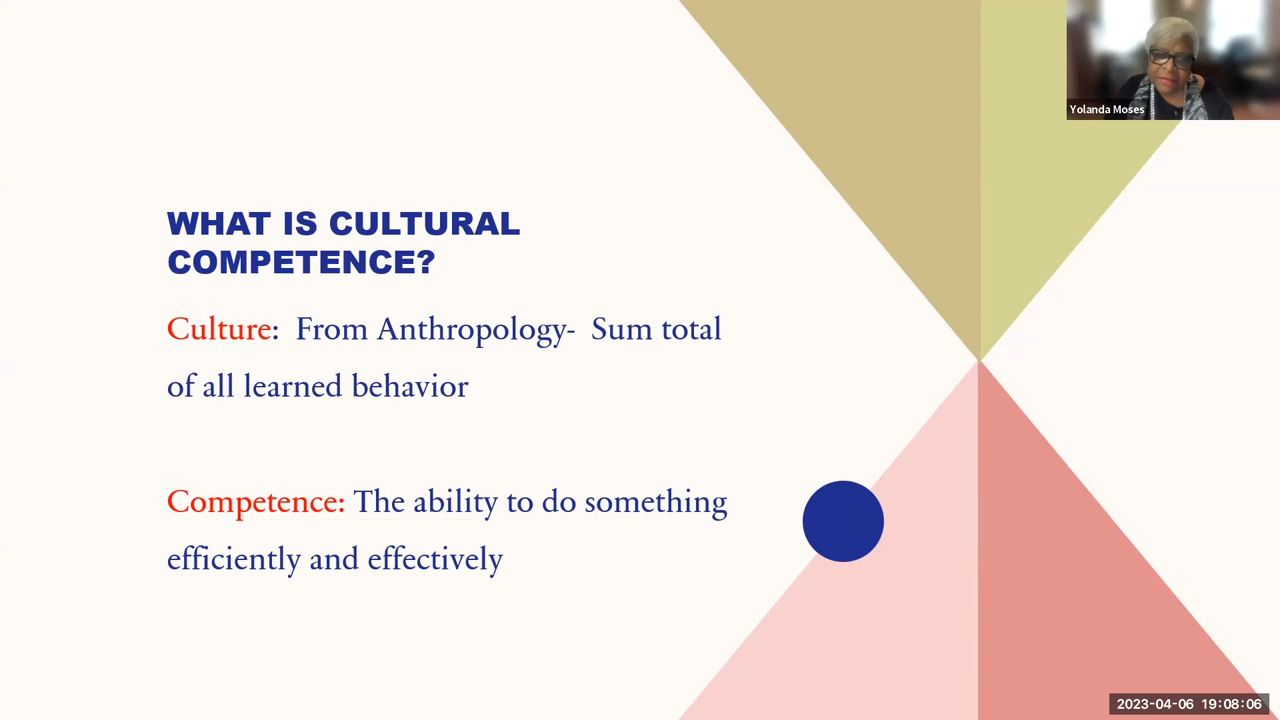 Yolanda Moses
WHAT IS CULTURAL
COMPETENCE?
Culture: From Anthropology- Sum total
of all learned behavior
Competence: The ability to do something
efficiently and effectively
2023-04-06 19:08:06